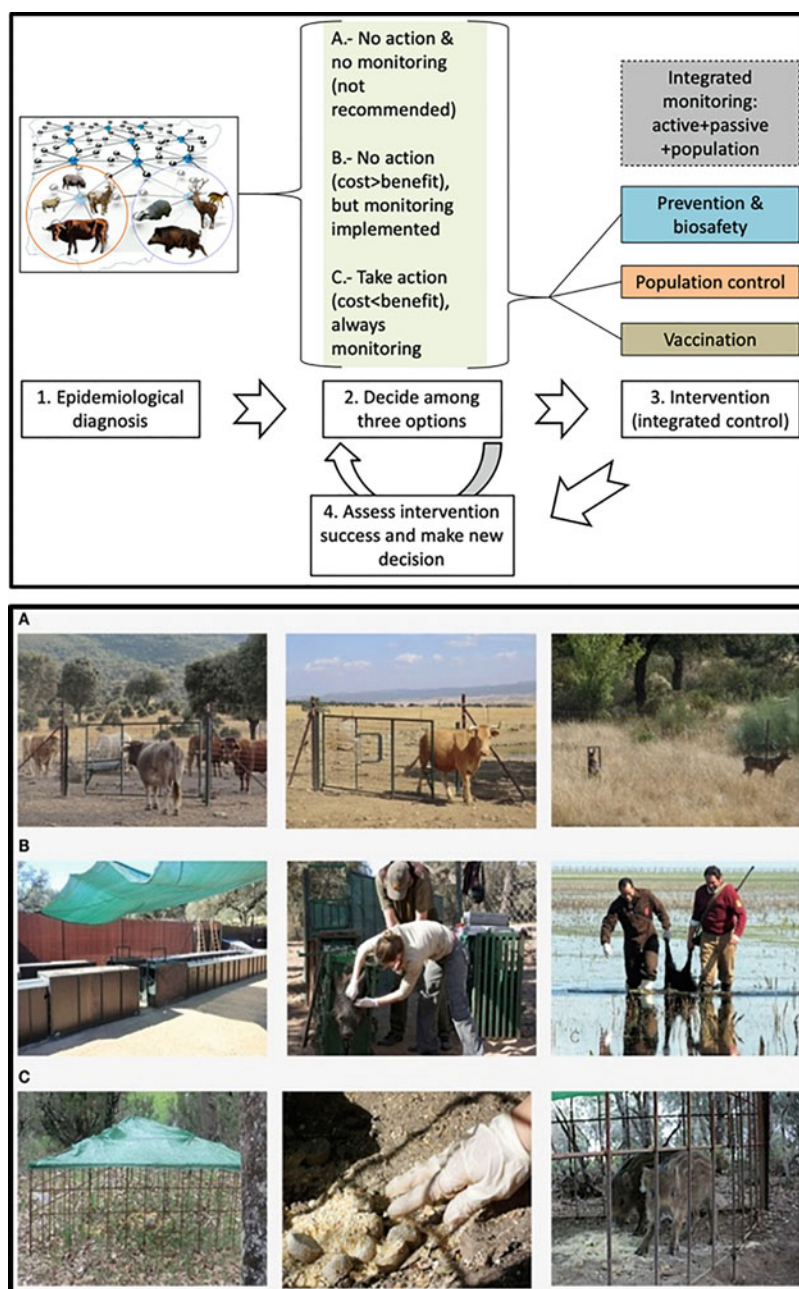 A.- No action &
no monitoring
(not
recommended)
B.- No action
(cost>benefit),
but monitoring
implemented
C.- Take action
(cost<benefit),
always
monitoring
Integrated
monitoring:
active+passive
+population
Prevention &
biosafety
Population control
Vaccination
1. Epidemiological
diagnosis
2. Decide among
three options
3. Intervention
(integrated control)
4. Assess intervention
success and make new
decision
A
B
C